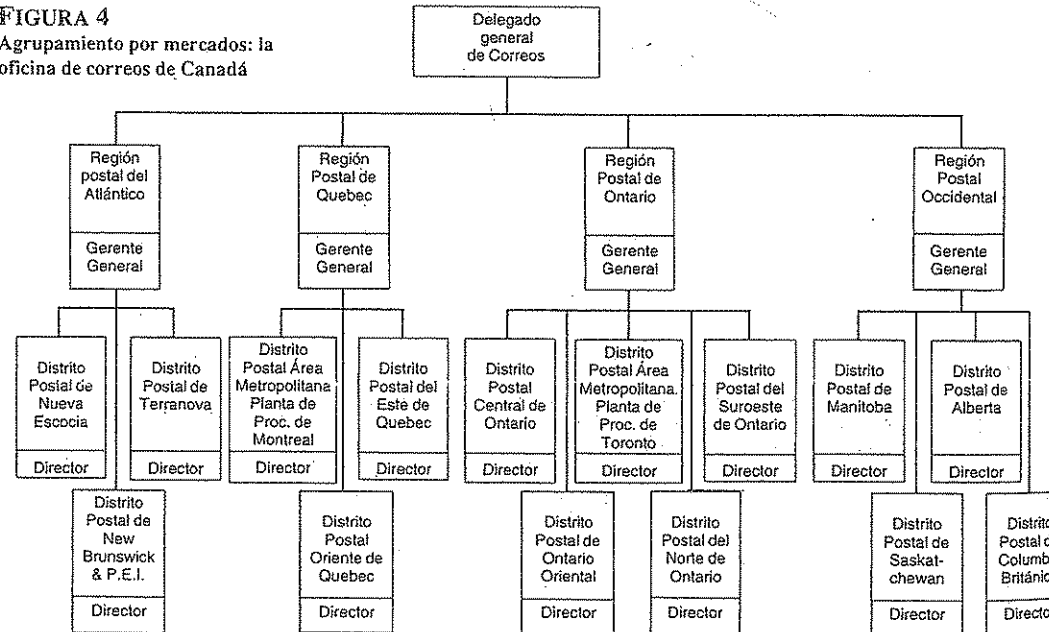 FIGURA 4
Agrupamiento por mercados: la
oficina de correos de Canadá
Delegado
general
de Correos
Región
postal del
Atlántico
Gerente
General
Región
Postal de
Quebec
Gerente
General
Región
Postal de
Ontario
Gerente
General
Región
Postal
Occidental
Gerente
General
Distrito
Postal de
Nueva
Escocia
Director
Distrito
Postal de
Terranova
Director
Distrito
Postal Área
Metropolitana
Planta de
Proc. de
Montreal
Director
Distrito
Postal del
Este de
Quebec
Director
Distrito
Postal
Central de
Ontario
Director
Distrito
Postal Área
Metropolitana.
Planta de
Proc. de
Toronto
Director
Distrito
Postal del
Suroeste
de Ontario
Director
Distrito
Postal de
Manitoba
Director
Distrito
Postal de
Alberta
Director
Distrito
Postal de
New
Brunswick
& P.E.I.
Director
Distrito
Postal
Oriente de
Quebec
Director
Distrito
Postal de
Ontario
Oriental
Director
Distrito
Postal del
Norte de
Ontario
Director
Distrito
Postal de
Saskat-
chewan
Director
Distrito
Postal d
Columb
Británic
Directo